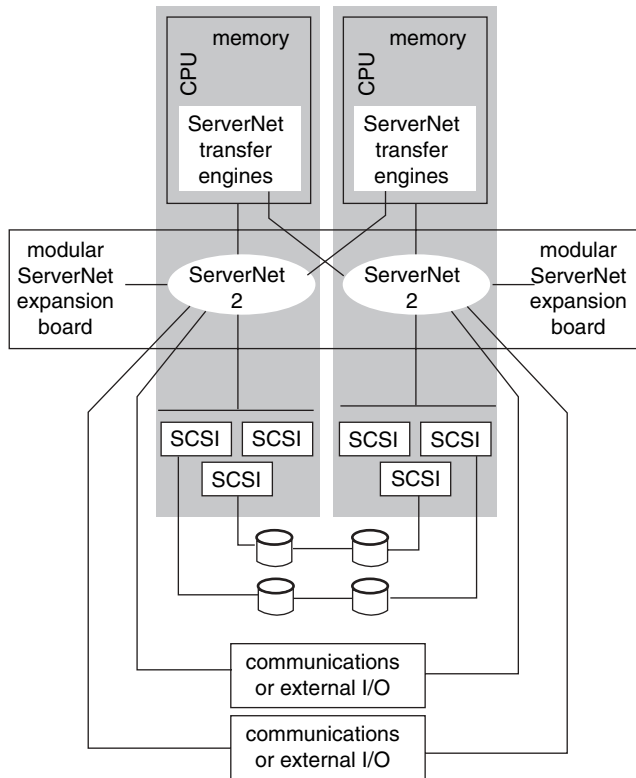 memory
CPU
ServerNet
transfer
engines
memory
CPU
ServerNet
transfer
engines
modular
ServerNet
expansion
board
ServerNet
2
ServerNet
2
modular
ServerNet
expansion
board
SCSI
SCSI
SCSI
SCSI
SCSI
SCSI
communications
or external I/O
communications
or external I/O